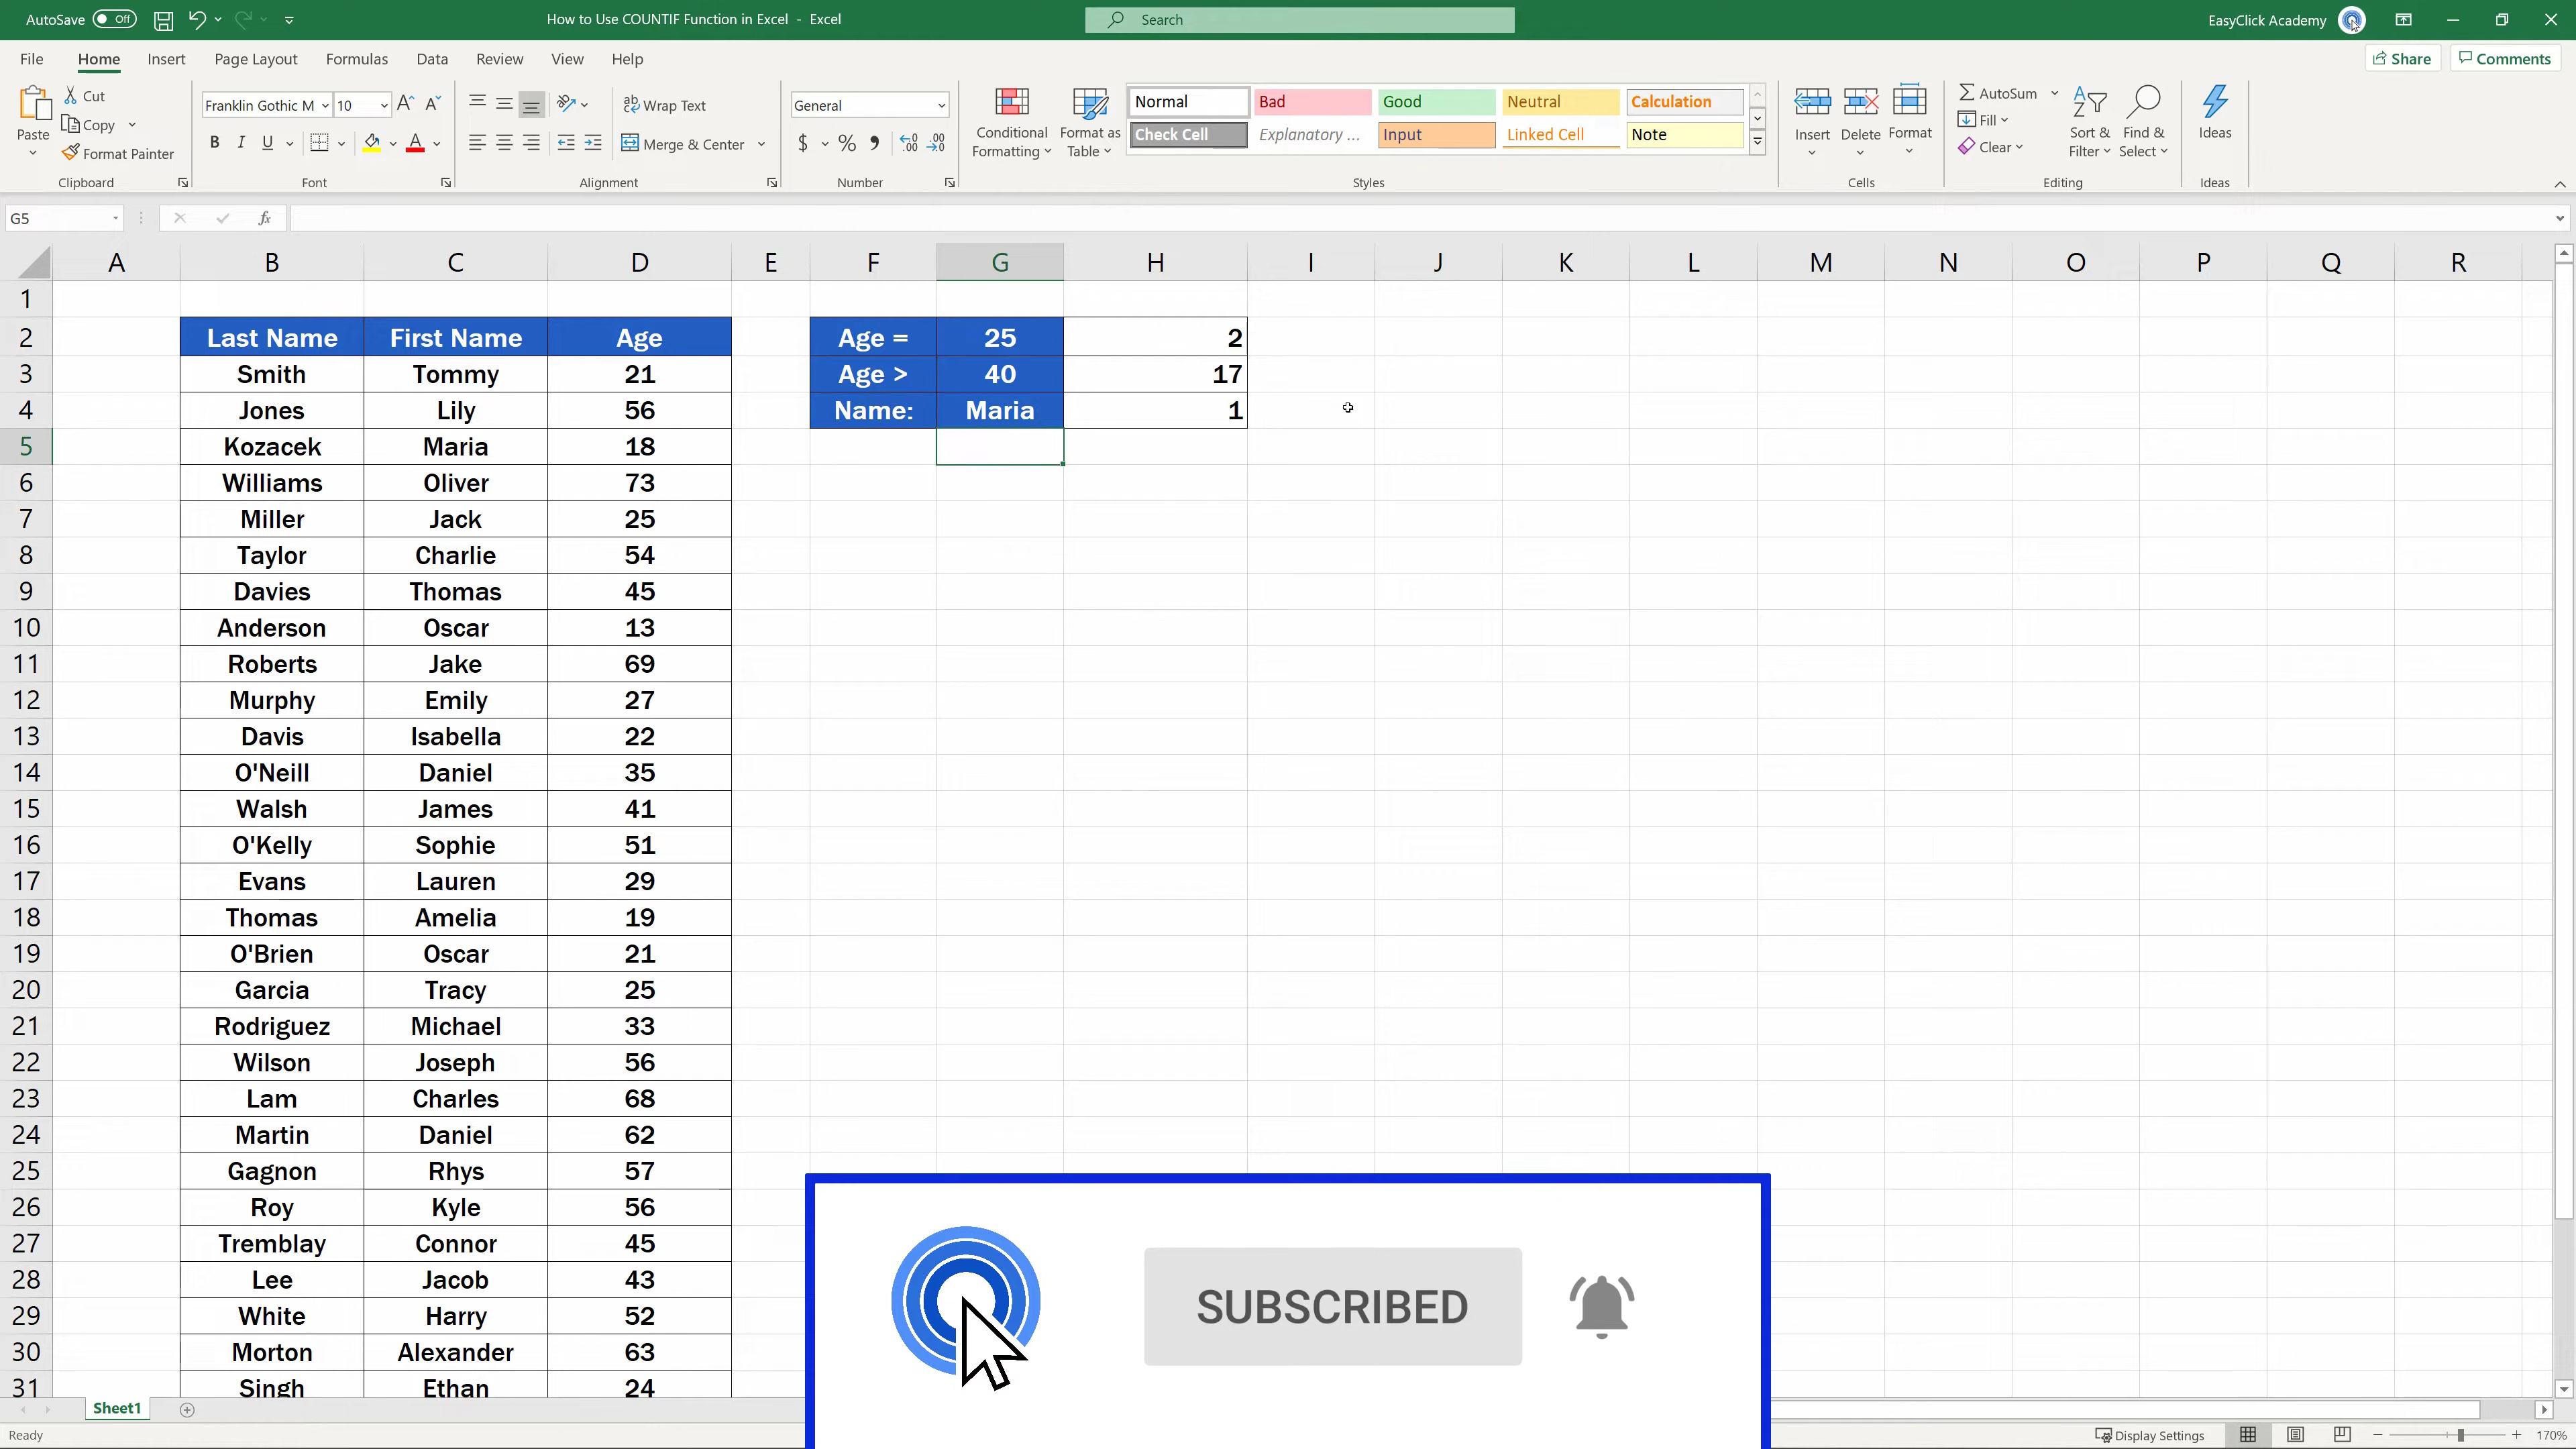 AutoSave Off How to Use COUNTIF Function in Excel - Excel Search EasyClick Academy
File Home Insert Page Layout Formulas Data Review View Help Share Comments
Paste Cut Copy Format Painter Clipboard
Franklin Gothic M 10 B I U Font
ab Wrap Text Merge & Center Alignment
General $ % Number
Conditional Formatting Format as Table
Normal Bad Good Neutral Calculation
Check Cell Explanatory ... Input Linked Cell Note
Styles
Insert Delete Format Cells
AutoSum Fill Clear Sort & Filter Find & Select Editing
Ideas Ideas
G5 fx
A B C D E F G H I J K L M N O P Q R
1
2 Last Name First Name Age Age = 25 2
3 Smith Tommy 21 Age > 40 17
4 Jones Lily 56 Name: Maria 1
5 Kozacek Maria 18
6 Williams Oliver 73
7 Miller Jack 25
8 Taylor Charlie 54
9 Davies Thomas 45
10 Anderson Oscar 13
11 Roberts Jake 69
12 Murphy Emily 27
13 Davis Isabella 22
14 O'Neill Daniel 35
15 Walsh James 41
16 O'Kelly Sophie 51
17 Evans Lauren 29
18 Thomas Amelia 19
19 O'Brien Oscar 21
20 Garcia Tracy 25
21 Rodriguez Michael 33
22 Wilson Joseph 56
23 Lam Charles 68
24 Martin Daniel 62
25 Gagnon Rhys 57
26 Roy Kyle 56
27 Tremblay Connor 45
28 Lee Jacob 43
29 White Harry 52
30 Morton Alexander 63
31 Singh Ethan 24
SUBSCRIBED
Sheet1
Ready Display Settings 170%